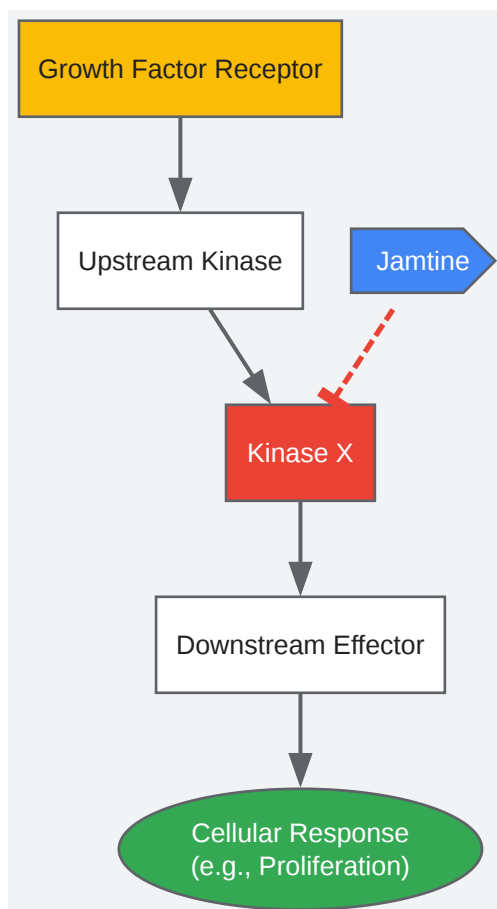 Growth Factor Receptor
Upstream Kinase
Jamtine
Kinase X
Downstream Effector
Cellular Response
(e.g., Proliferation)